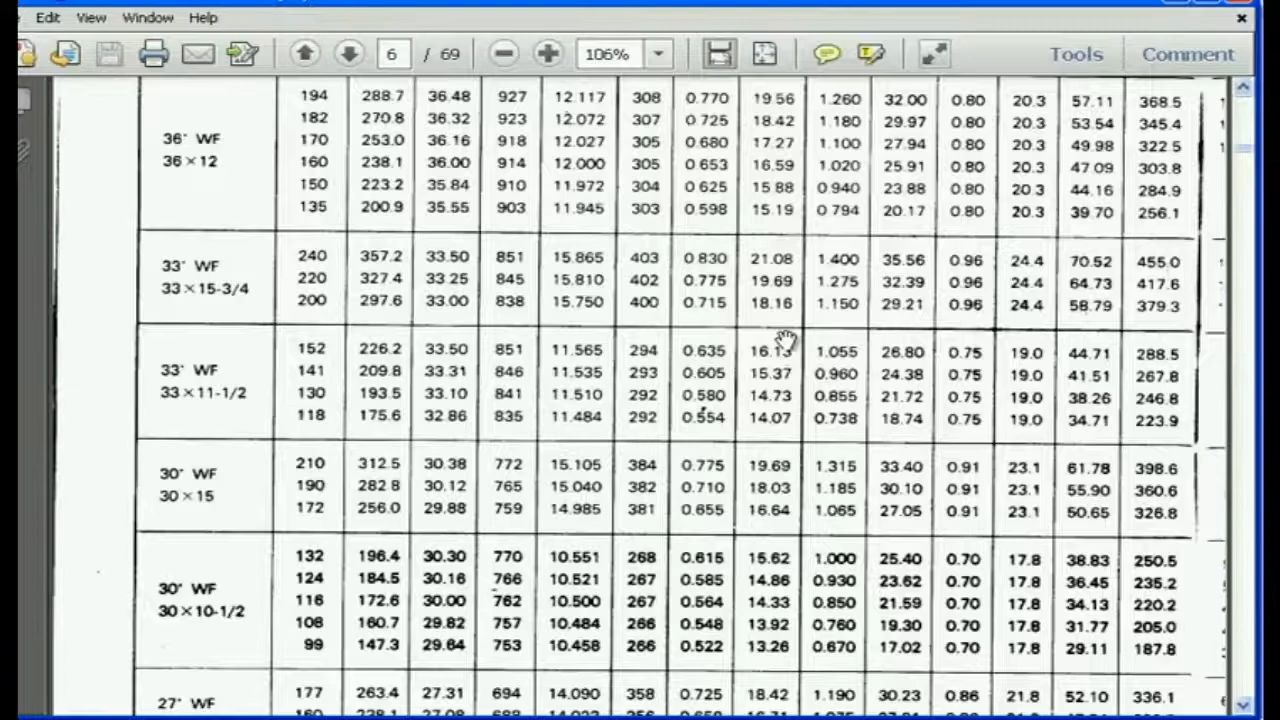 Edit View Window Help
6 / 69 106% Tools Comment
194 288.7 36.48 927 12.117 308 0.770 19.56 1.260 32.00 0.80 20.3 57.11 368.5
182 270.8 36.32 923 12.072 307 0.725 18.42 1.180 29.97 0.80 20.3 53.54 345.4
36" WF 170 253.0 36.16 918 12.027 305 0.680 17.27 1.100 27.94 0.80 20.3 49.98 322.5
36×12 160 238.1 36.00 914 12.000 305 0.653 16.59 1.020 25.91 0.80 20.3 47.09 303.8
150 223.2 35.84 910 11.972 304 0.625 15.88 0.940 23.88 0.80 20.3 44.16 284.9
135 200.9 35.55 903 11.945 303 0.598 15.19 0.794 20.17 0.80 20.3 39.70 256.1
33" WF 240 357.2 33.50 851 15.865 403 0.830 21.08 1.400 35.56 0.96 24.4 70.52 455.0
33×15-3/4 220 327.4 33.25 845 15.810 402 0.775 19.69 1.275 32.39 0.96 24.4 64.73 417.6
200 297.6 33.00 838 15.750 400 0.715 18.16 1.150 29.21 0.96 24.4 58.79 379.3
152 226.2 33.50 851 11.565 294 0.635 16.13 1.055 26.80 0.75 19.0 44.71 288.5
33" WF 141 209.8 33.31 846 11.535 293 0.605 15.37 0.960 24.38 0.75 19.0 41.51 267.8
33×11-1/2 130 193.5 33.10 841 11.510 292 0.580 14.73 0.855 21.72 0.75 19.0 38.26 246.8
118 175.6 32.86 835 11.484 292 0.554 14.07 0.738 18.74 0.75 19.0 34.71 223.9
30" WF 210 312.5 30.38 772 15.105 384 0.775 19.69 1.315 33.40 0.91 23.1 61.78 398.6
30×15 190 282.8 30.12 765 15.040 382 0.710 18.03 1.185 30.10 0.91 23.1 55.90 360.6
172 256.0 29.88 759 14.985 381 0.655 16.64 1.065 27.05 0.91 23.1 50.65 326.8
132 196.4 30.30 770 10.551 268 0.615 15.62 1.000 25.40 0.70 17.8 38.83 250.5
30" WF 124 184.5 30.16 766 10.521 267 0.585 14.86 0.930 23.62 0.70 17.8 36.45 235.2
30×10-1/2 116 172.6 30.00 762 10.500 267 0.564 14.33 0.850 21.59 0.70 17.8 34.13 220.2
108 160.7 29.82 757 10.484 266 0.548 13.92 0.760 19.30 0.70 17.8 31.77 205.0
99 147.3 29.64 753 10.458 266 0.522 13.26 0.670 17.02 0.70 17.8 29.11 187.8
27" WF 177 263.4 27.31 694 14.090 358 0.725 18.42 1.190 30.23 0.86 21.8 52.10 336.1